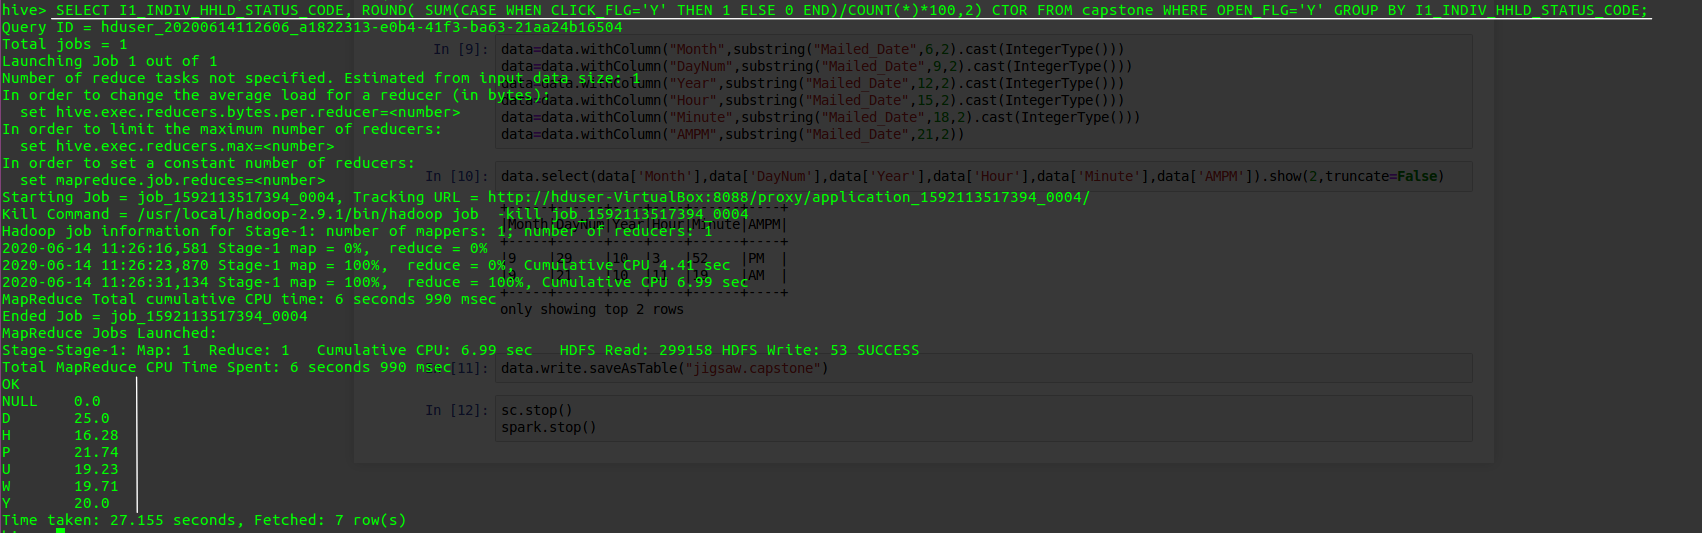 hive> SELECT I1_INDIV_HHLD_STATUS_CODE, ROUND( SUM(CASE WHEN CLICK_FLG='Y' THEN 1 ELSE 0 END)/COUNT(*)*100,2) CTOR FROM capstone WHERE OPEN_FLG='Y' GROUP BY I1_INDIV_HHLD_STATUS_CODE;
Query ID = hduser_20200614112606_a1822313-e0b4-41f3-ba63-21aa24b16504
Total jobs = 1
Launching Job 1 out of 1
Number of reduce tasks not specified. Estimated from input data size: 1
In order to change the average load for a reducer (in bytes):
  set hive.exec.reducers.bytes.per.reducer=<number>
In order to limit the maximum number of reducers:
  set hive.exec.reducers.max=<number>
In order to set a constant number of reducers:
  set mapreduce.job.reduces=<number>
Starting Job = job_1592113517394_0004, Tracking URL = http://hduser-VirtualBox:8088/proxy/application_1592113517394_0004/
Kill Command = /usr/local/hadoop-2.9.1/bin/hadoop job  -kill job_1592113517394_0004
Hadoop job information for Stage-1: number of mappers: 1; number of reducers: 1
2020-06-14 11:26:16,581 Stage-1 map = 0%,  reduce = 0%
2020-06-14 11:26:23,870 Stage-1 map = 100%,  reduce = 0%, Cumulative CPU 4.41 sec
2020-06-14 11:26:31,134 Stage-1 map = 100%,  reduce = 100%, Cumulative CPU 6.99 sec
MapReduce Total cumulative CPU time: 6 seconds 990 msec
Ended Job = job_1592113517394_0004
MapReduce Jobs Launched:
Stage-Stage-1: Map: 1  Reduce: 1   Cumulative CPU: 6.99 sec   HDFS Read: 299158 HDFS Write: 53 SUCCESS
Total MapReduce CPU Time Spent: 6 seconds 990 msec
OK
NULL    0.0
D       25.0
H       16.28
P       21.74
U       19.23
W       19.71
Y       20.0
Time taken: 27.155 seconds, Fetched: 7 row(s)
In [9]: data=data.withColumn("Month",substring("Mailed_Date",6,2).cast(IntegerType()))
data=data.withColumn("DayNum",substring("Mailed_Date",9,2).cast(IntegerType()))
data=data.withColumn("Year",substring("Mailed_Date",12,2).cast(IntegerType()))
data=data.withColumn("Hour",substring("Mailed_Date",15,2).cast(IntegerType()))
data=data.withColumn("Minute",substring("Mailed_Date",18,2).cast(IntegerType()))
data=data.withColumn("AMPM",substring("Mailed_Date",21,2))
In [10]: data.select(data['Month'],data['DayNum'],data['Year'],data['Hour'],data['Minute'],data['AMPM']).show(2,truncate=False)
|Month|DayNum|Year|Hour|Minute|AMPM|
|9    |29    |10  |3   |52    |PM  |
|21    |10  |11  |19    |AM  |
only showing top 2 rows
[11]: data.write.saveAsTable("jigsaw.capstone")
In [12]: sc.stop()
spark.stop()